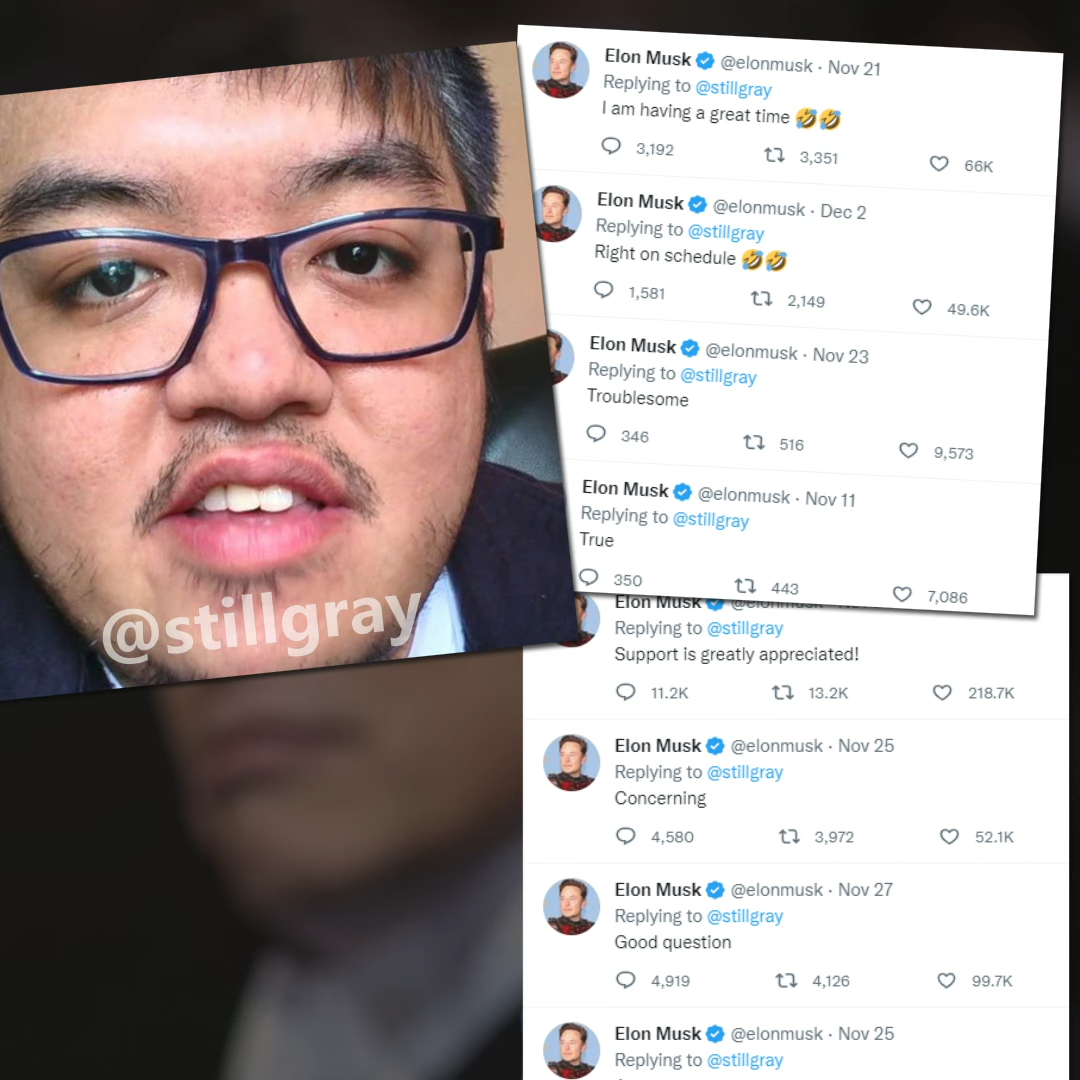 Elon Musk @elonmusk · Nov 21
Replying to @stillgray
I am having a great time 🤣🤣
3,192 3,351 66K
Elon Musk @elonmusk · Dec 2
Replying to @stillgray
Right on schedule 🤣🤣
1,581 2,149 49.6K
Elon Musk @elonmusk · Nov 23
Replying to @stillgray
Troublesome
346 516 9,573
Elon Musk @elonmusk · Nov 11
Replying to @stillgray
True
350 443 7,086
@stillgray
Elon Musk @elonmusk
Replying to @stillgray
Support is greatly appreciated!
11.2K 13.2K 218.7K
Elon Musk @elonmusk · Nov 25
Replying to @stillgray
Concerning
4,580 3,972 52.1K
Elon Musk @elonmusk · Nov 27
Replying to @stillgray
Good question
4,919 4,126 99.7K
Elon Musk @elonmusk · Nov 25
Replying to @stillgray